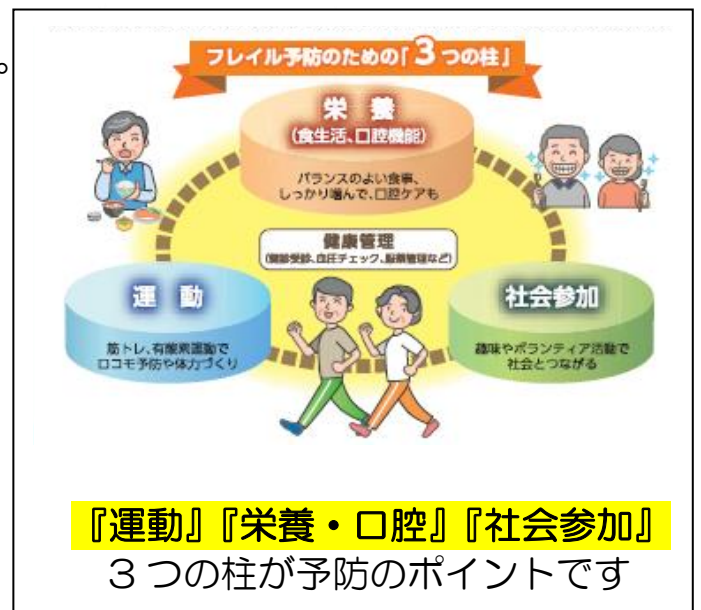 。
フレイル予防のための「3つの柱」
栄 養
(食生活、口腔機能)
バランスのよい食事、
しっかり噛んで、口腔ケアも
健康管理
(健診受診、血圧チェック、服薬管理など)
運 動
筋トレ、有酸素運動で
ロコモ予防や体力づくり
社会参加
趣味やボランティア活動で
社会とつながる
『運動』『栄養・口腔』『社会参加』
3つの柱が予防のポイントです